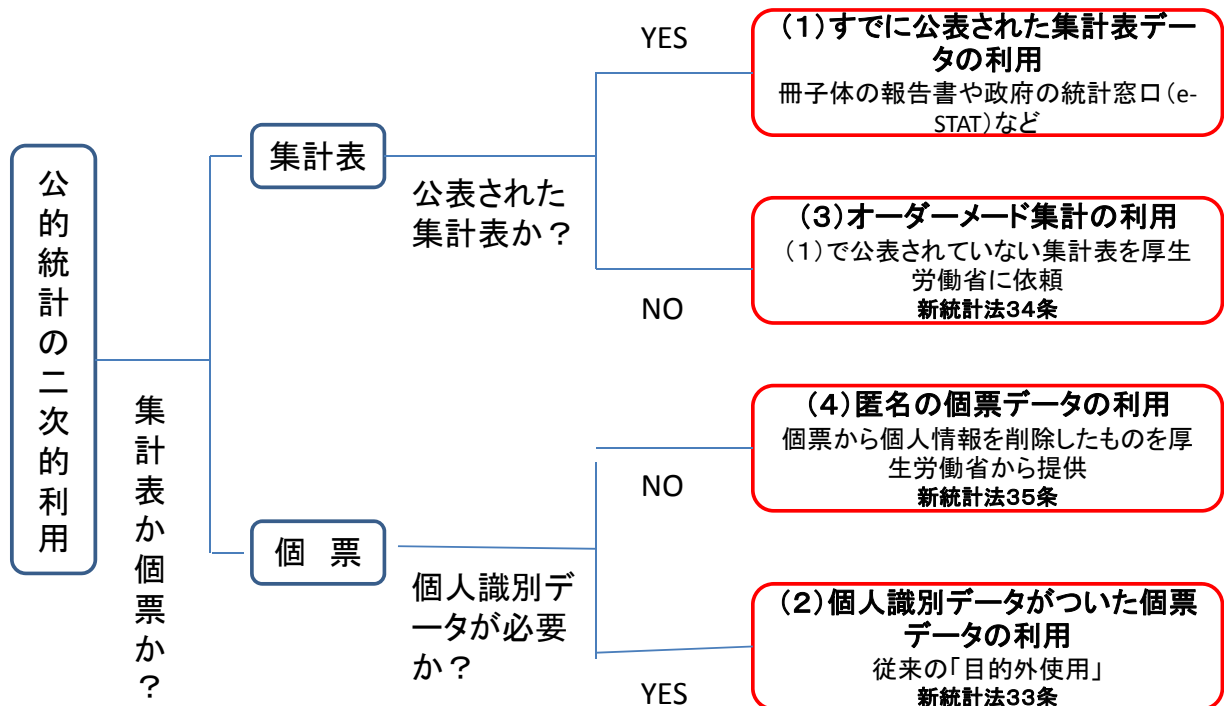 公的統計の二次的利用
集計表か個票か？
集計表
公表された
集計表か？
YES
（１）すでに公表された集計表デー
タの利用
冊子体の報告書や政府の統計窓口（e-
STAT）など
NO
（３）オーダーメード集計の利用
（１）で公表されていない集計表を厚生
労働省に依頼
新統計法３４条
個　票
個人識別デ
ータが必要
か？
NO
（４）匿名の個票データの利用
個票から個人情報を削除したものを厚
生労働省から提供
新統計法３５条
YES
（２）個人識別データがついた個票
データの利用
従来の「目的外使用」
新統計法３３条